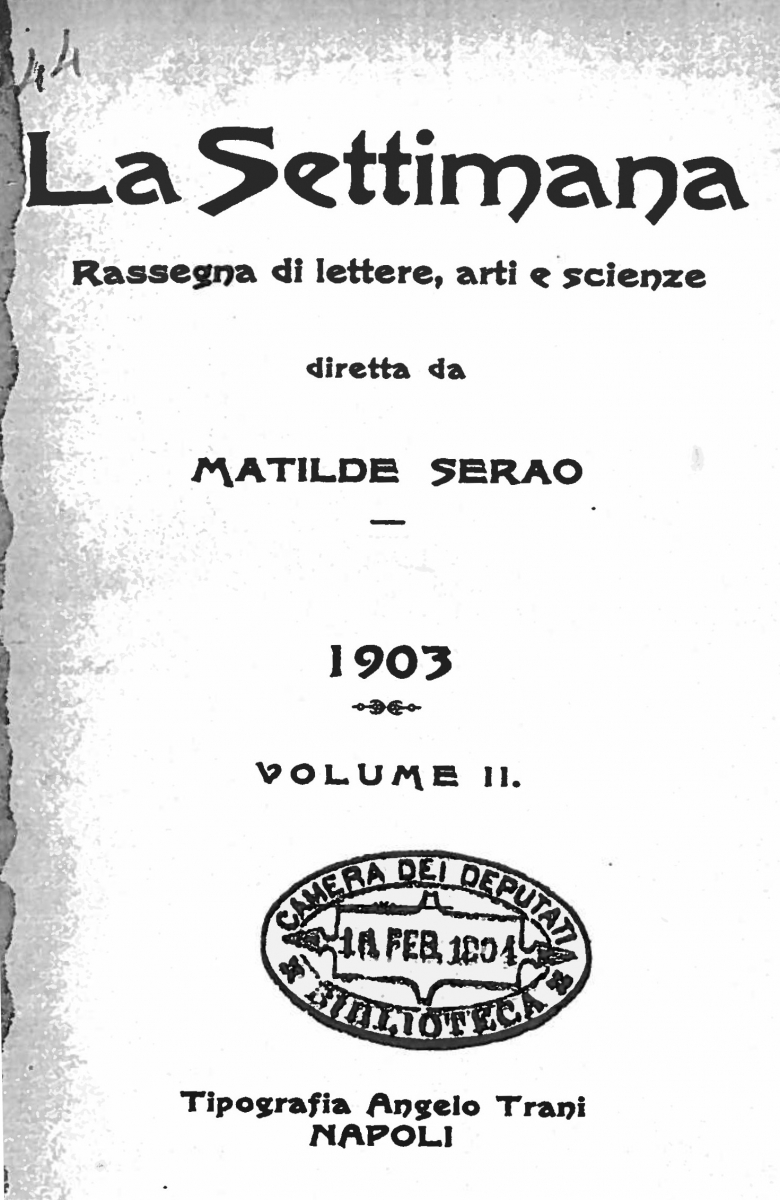 44
La Settimana
Rassegna di lettere, arti e scienze
diretta da
MATILDE SERAO
1903
VOLUME II.
CAMERA DEI DEPUTATI
FEB. 1904
BIBLIOTECA
Tipografia Angelo Trani
NAPOLI